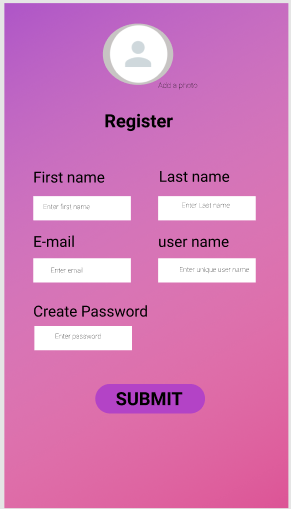 Add a photo
Register
First name
Last name
Enter first name
Enter Last name
E-mail
user name
Enter email
Enter unique user name
Create Password
Enter password
SUBMIT